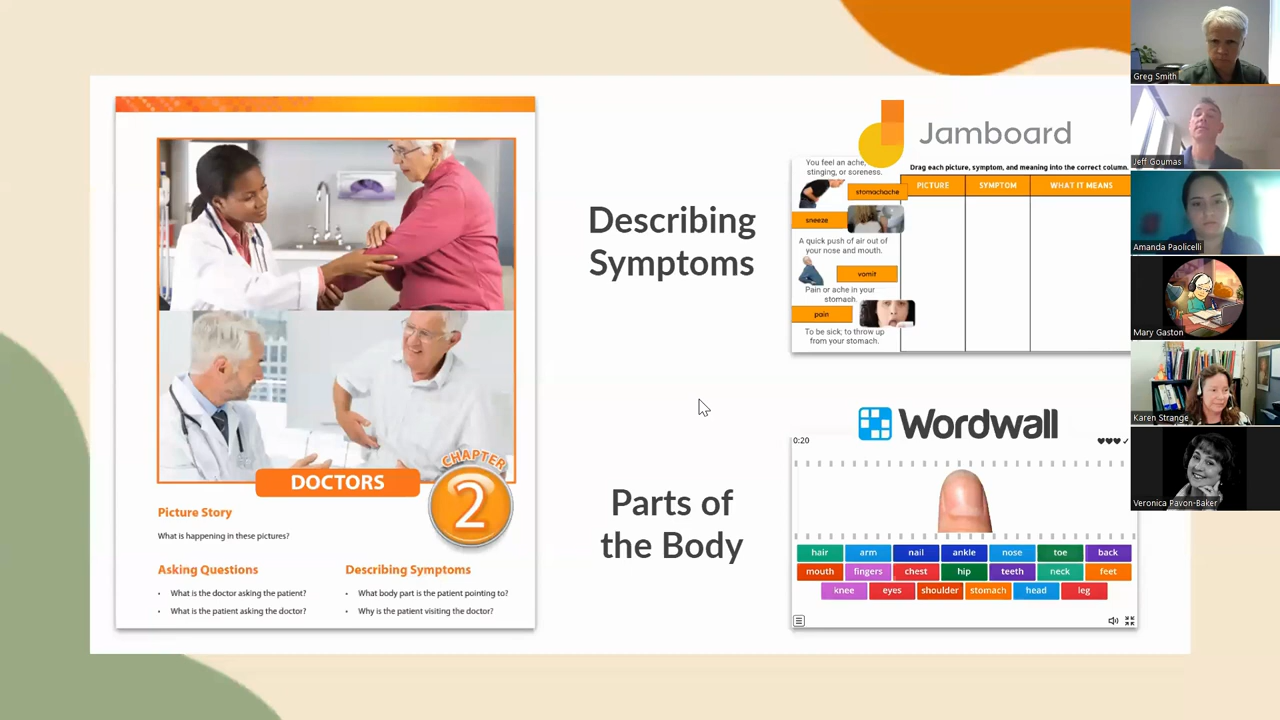 CHAPTER
2
DOCTORS
Picture Story
What is happening in these pictures?
Asking Questions
• What is the doctor asking the patient?
• What is the patient asking the doctor?
Describing Symptoms
• What body part is the patient pointing to?
• Why is the patient visiting the doctor?
Describing
Symptoms
Parts of
the Body
Jamboard
You feel an ache,
stinging, or soreness.
stomachache
sneeze
A quick push of air out of
your nose and mouth.
vomit
Pain or ache in your
stomach.
pain
To be sick; to throw up
from your stomach.
Drag each picture, symptom, and meaning into the correct column.
PICTURE SYMPTOM WHAT IT MEANS
Wordwall
0:20
hair arm nail ankle nose toe back
mouth fingers chest hip teeth neck feet
knee eyes shoulder stomach head leg
Greg Smith
Jeff Goumas
Amanda Paolicelli
Mary Gaston
Karen Strange
Veronica Pavon-Baker